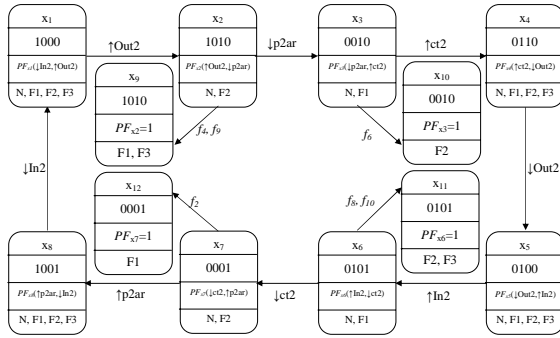 x1
1000
PFx1(↓In2,↑Out2)
N, F1, F2, F3
↑Out2
x2
1010
PFx2(↑Out2,↓p2ar)
N, F2
↓p2ar
x3
0010
PFx3(↓p2ar,↑ct2)
N, F1
↑ct2
x4
0110
PFx4(↑ct2,↓Out2)
N, F1, F2, F3
x9
1010
PFx2=1
F1, F3
f4, f9
x10
0010
PFx3=1
F2
f6
↓In2
↓Out2
x12
0001
PFx7=1
F1
f2
x11
0101
PFx6=1
F2, F3
f8, f10
x8
1001
PFx8(↑p2ar,↓In2)
N, F1, F2, F3
↑p2ar
x7
0001
PFx7(↓ct2,↑p2ar)
N, F2
↓ct2
x6
0101
PFx6(↑In2,↓ct2)
N, F1
↑In2
x5
0100
PFx5(↓Out2,↑In2)
N, F1, F2, F3